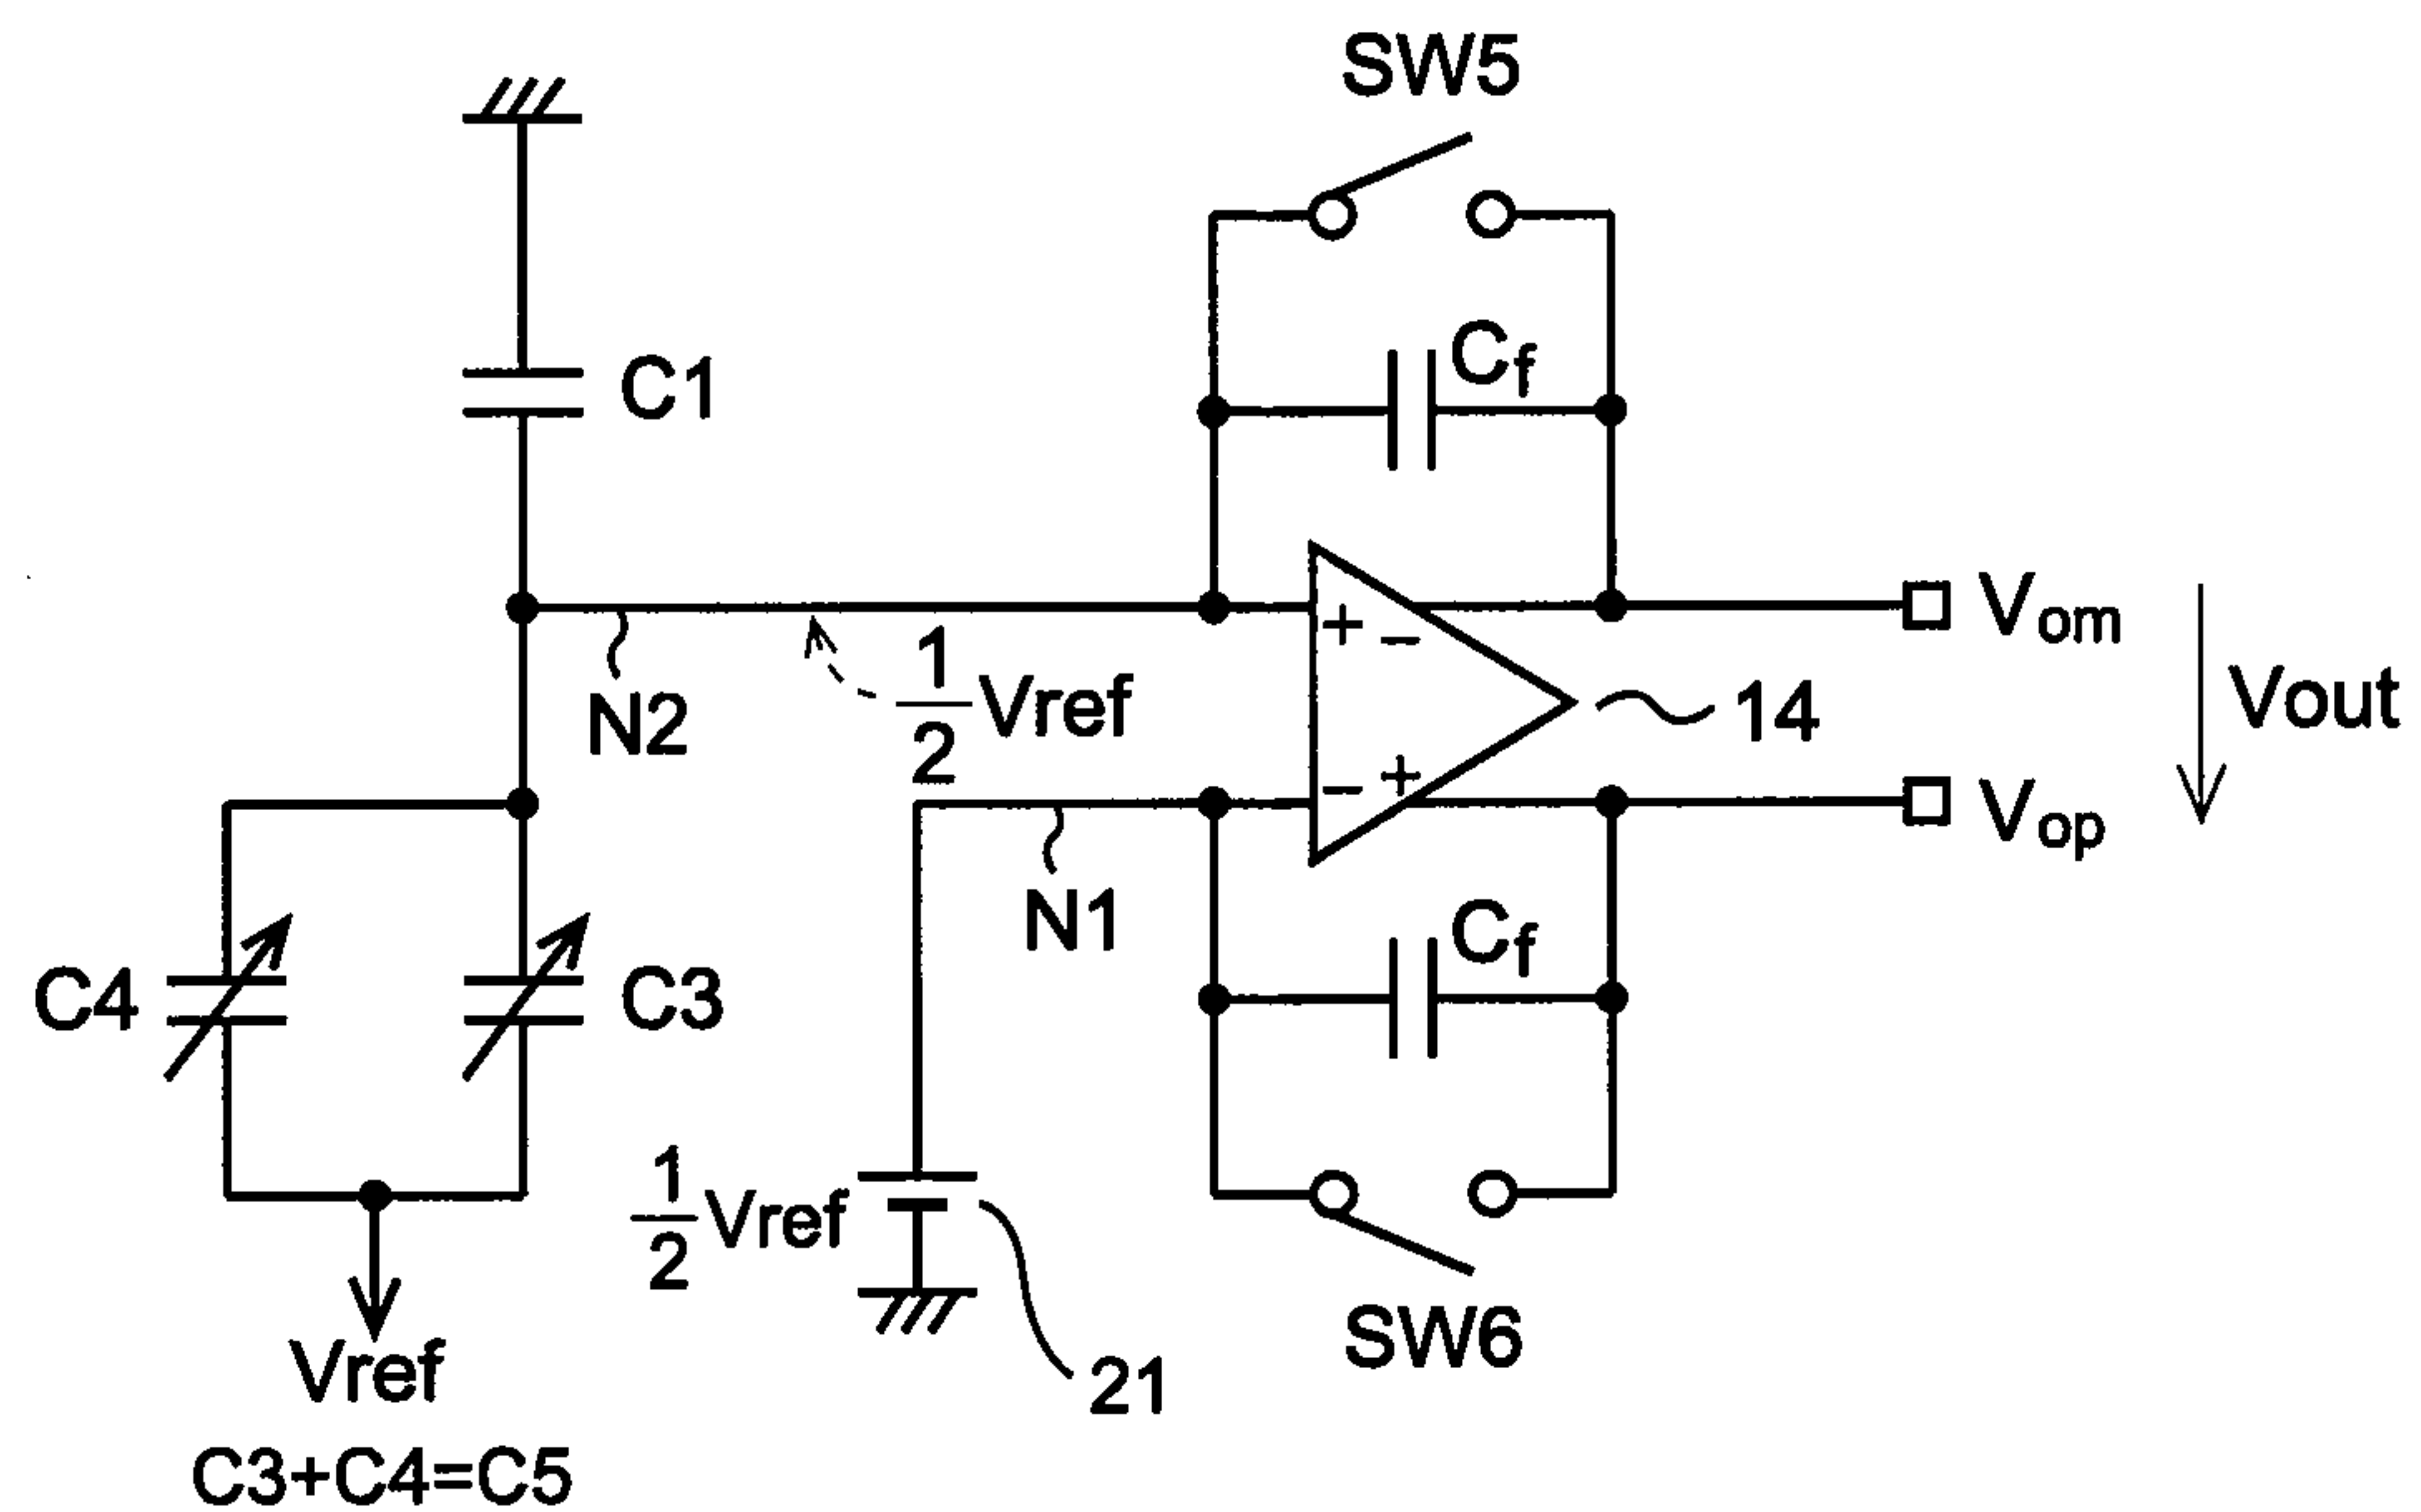 SW5
Cf
C1
+
−
Vom
N2
1/2 Vref
14
Vout
−
+
Vop
N1
Cf
C4
C3
1/2 Vref
21
SW6
Vref
C3+C4=C5